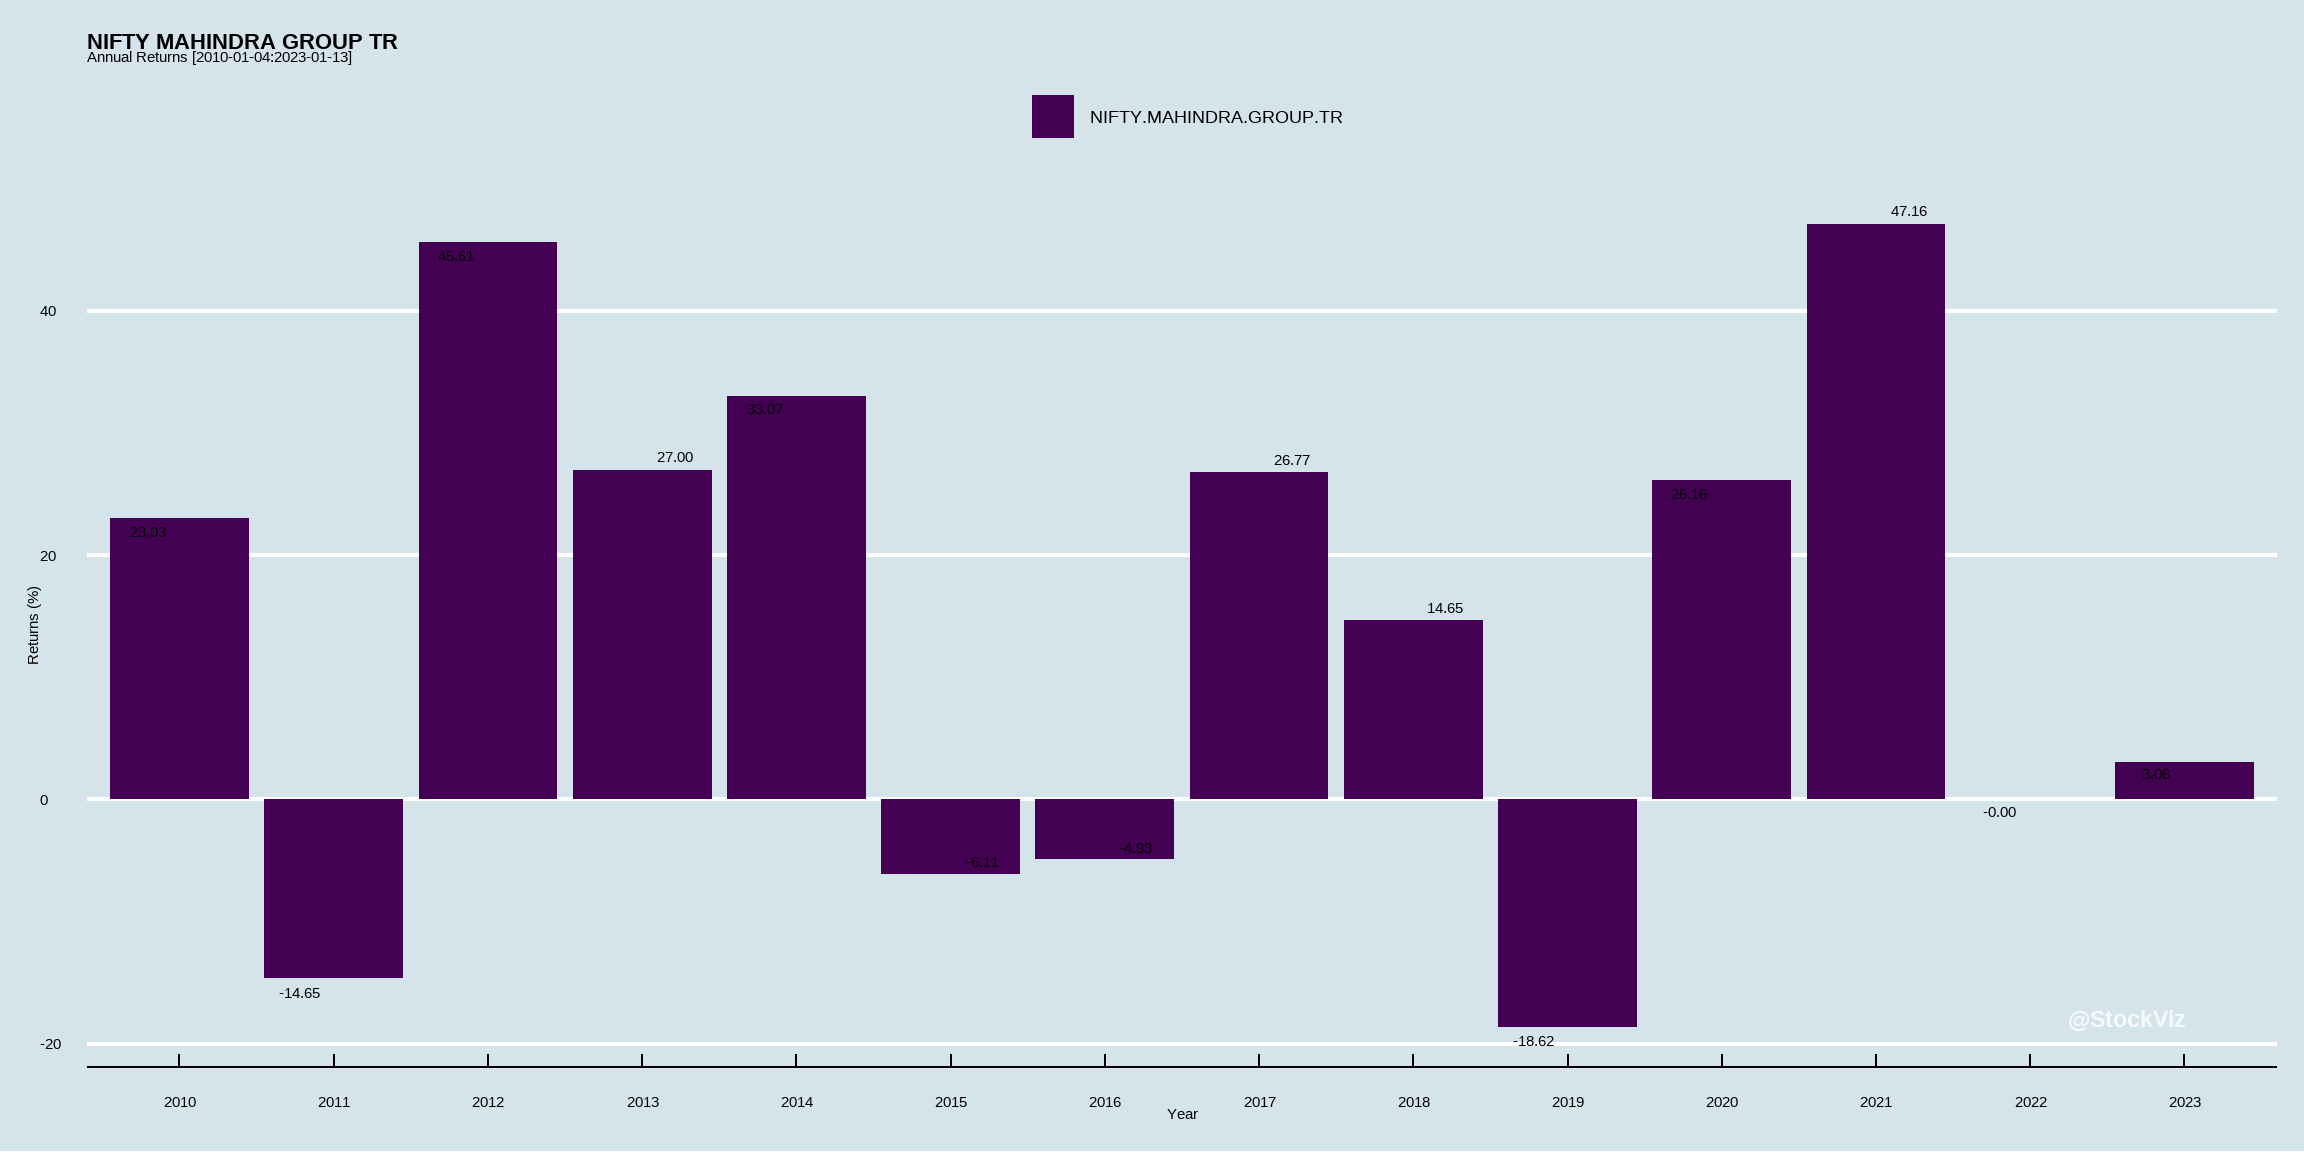 NIFTY MAHINDRA GROUP TR
Annual Returns [2010-01-04:2023-01-13]
NIFTY.MAHINDRA.GROUP.TR
47.16
45.61
40
33.07
27.00
26.77
26.16
23.03
20
14.65
Returns (%)
3.06
0
-0.00
-4.93
-6.11
-14.65
@StockViz
-18.62
-20
2010 2011 2012 2013 2014 2015 2016 2017 2018 2019 2020 2021 2022 2023
Year